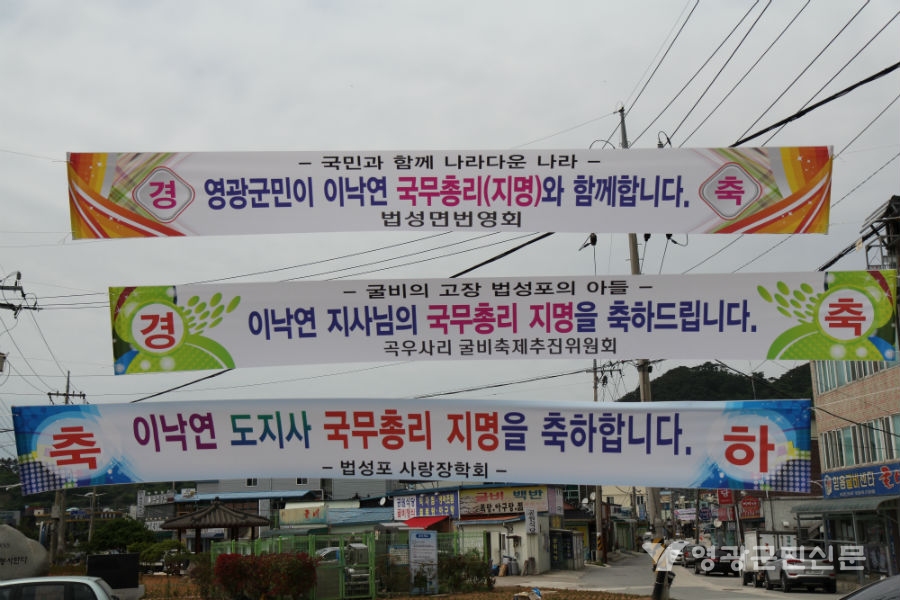 - 국민과 함께 나라다운 나라 -
경 영광군민이 이낙연 국무총리(지명)와 함께합니다. 축
법성면번영회
- 굴비의 고장 법성포의 아들 -
경 이낙연 지사님의 국무총리 지명을 축하드립니다. 축
곡우사리 굴비축제추진위원회
축 이낙연 도지사 국무총리 지명을 축하합니다. 하
- 법성포 사랑장학회 -
굴비 백반
영광군민신문